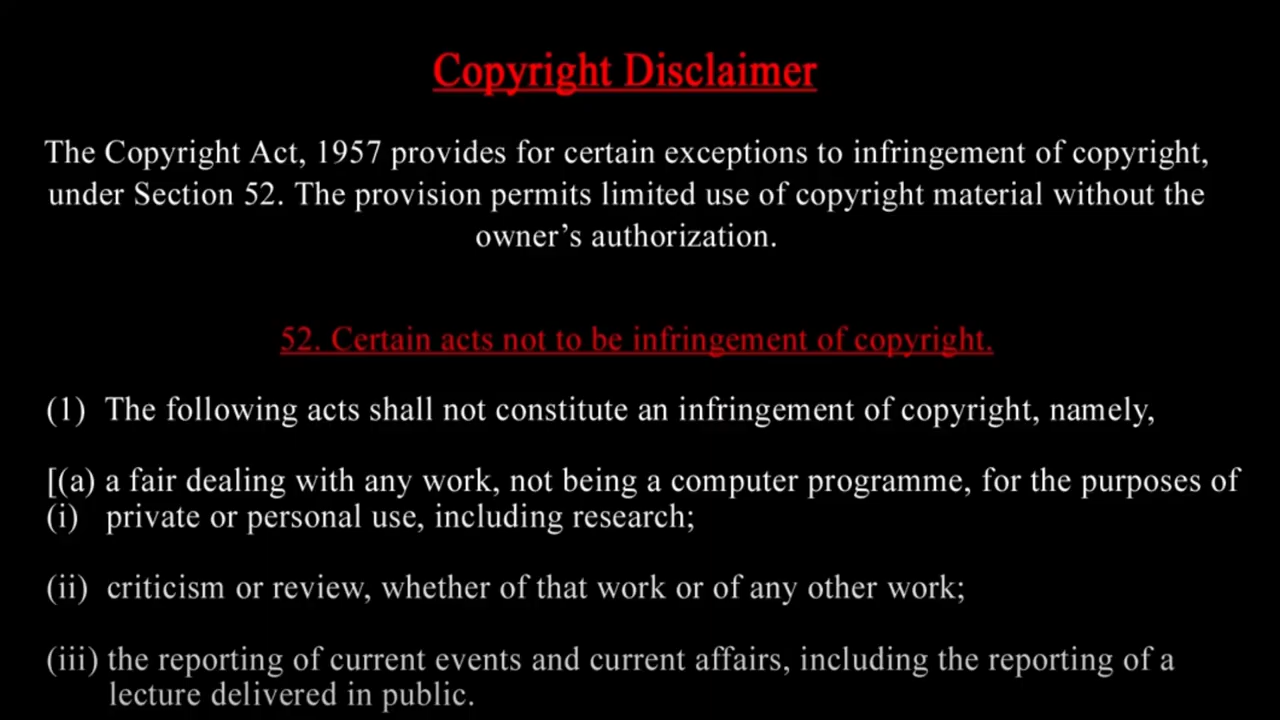 Copyright Disclaimer
The Copyright Act, 1957 provides for certain exceptions to infringement of copyright,
under Section 52. The provision permits limited use of copyright material without the
owner’s authorization.
52. Certain acts not to be infringement of copyright.
(1) The following acts shall not constitute an infringement of copyright, namely,
[(a) a fair dealing with any work, not being a computer programme, for the purposes of
(i) private or personal use, including research;
(ii) criticism or review, whether of that work or of any other work;
(iii) the reporting of current events and current affairs, including the reporting of a
lecture delivered in public.